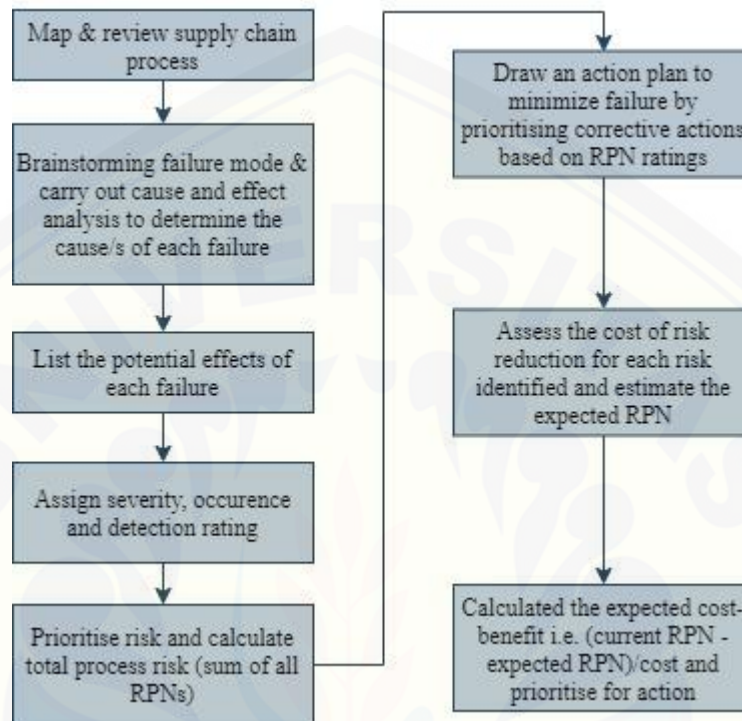 Map & review supply chain
process
Brainstorming failure mode &
carry out cause and effect
analysis to determine the
cause/s of each failure
List the potential effects of
each failure
Assign severity, occurence
and detection rating
Prioritise risk and calculate
total process risk (sum of all
RPNs)
Draw an action plan to
minimize failure by
prioritising corrective actions
based on RPN ratings
Assess the cost of risk
reduction for each risk
identified and estimate the
expected RPN
Calculated the expected cost-
benefit i.e. (current RPN -
expected RPN)/cost and
prioritise for action
UNIVERSITAS